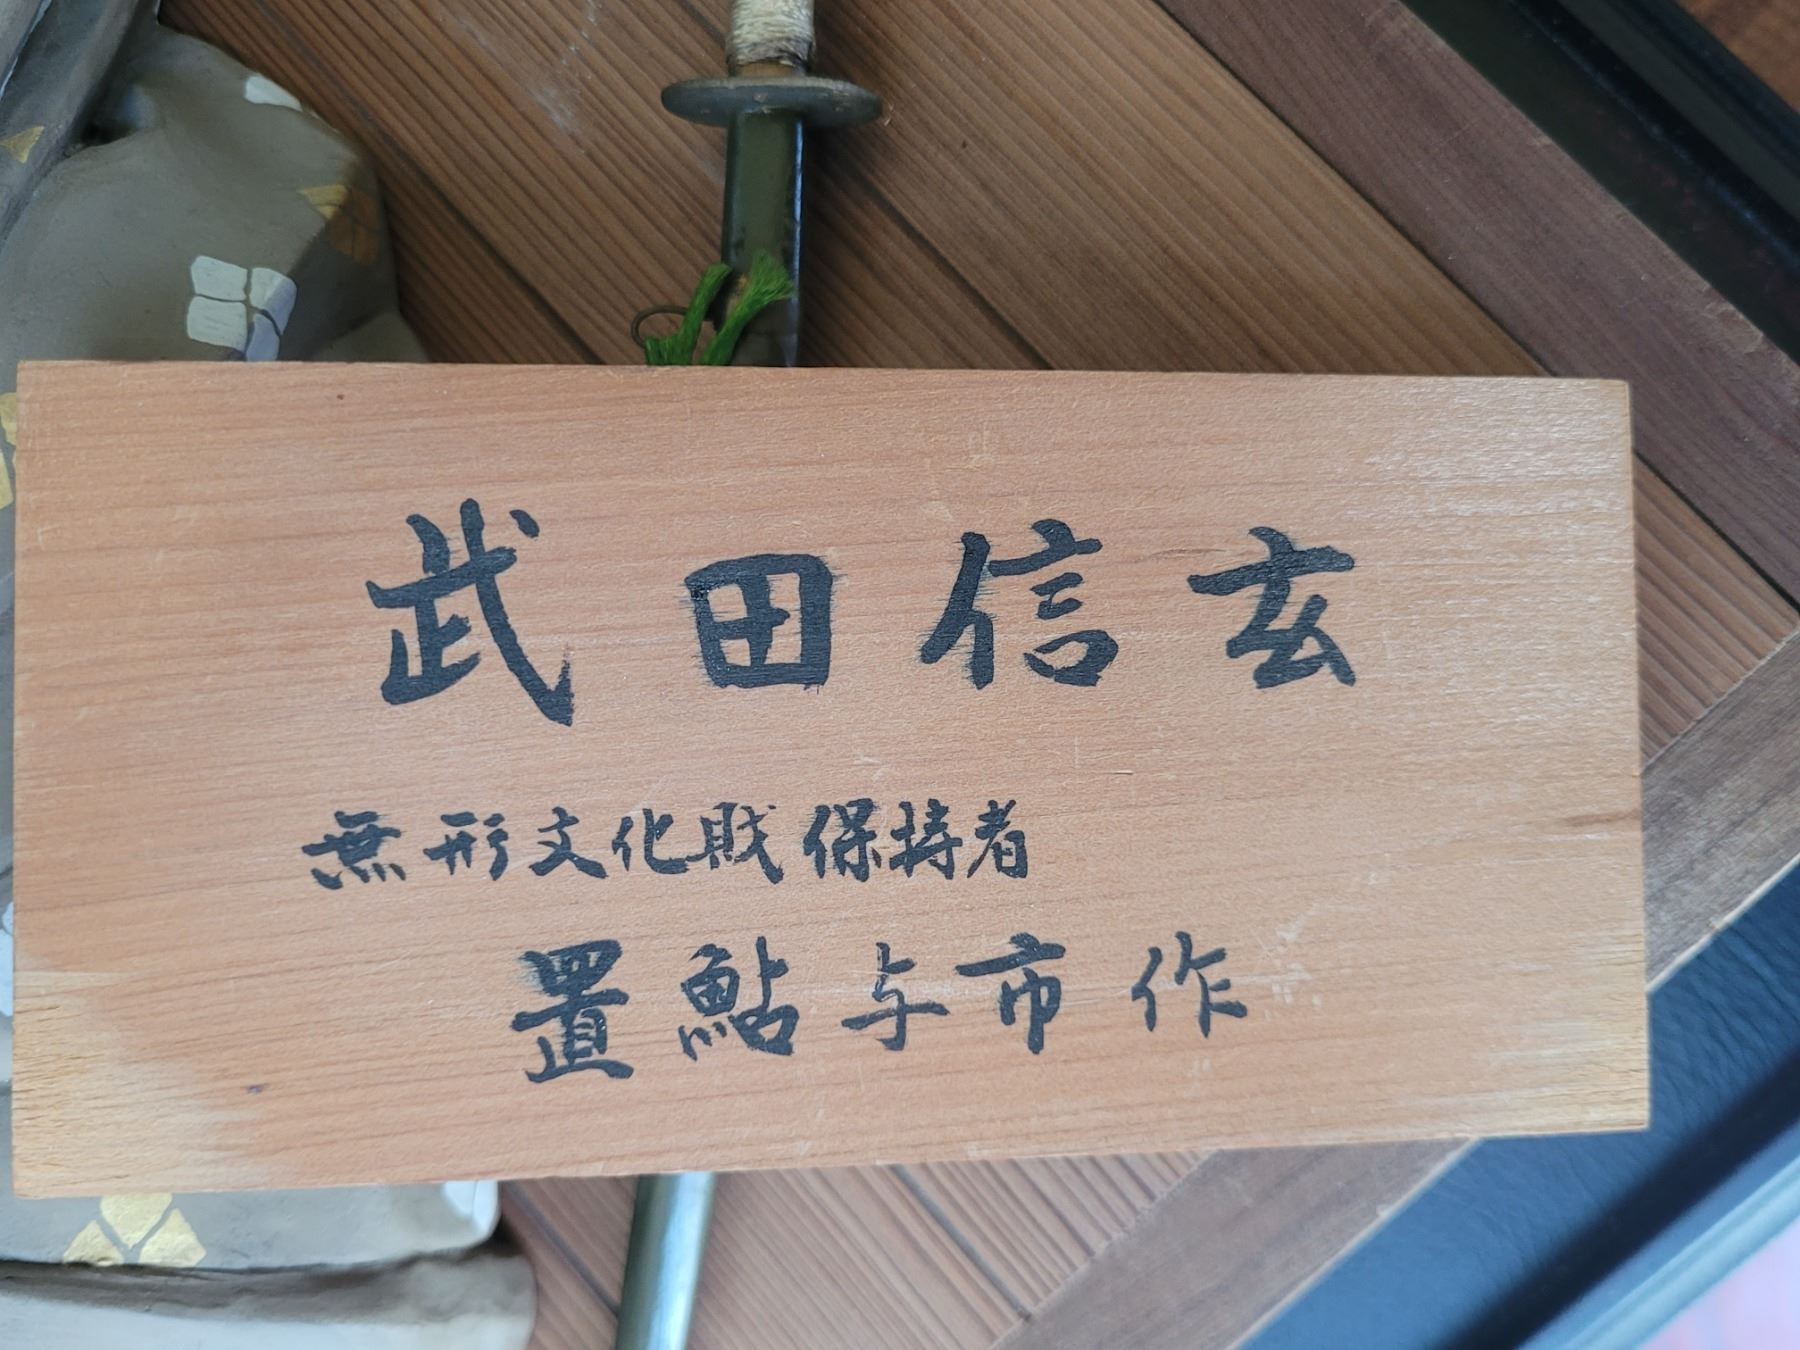 武田信玄
無形文化財保持者
置鮎与市作